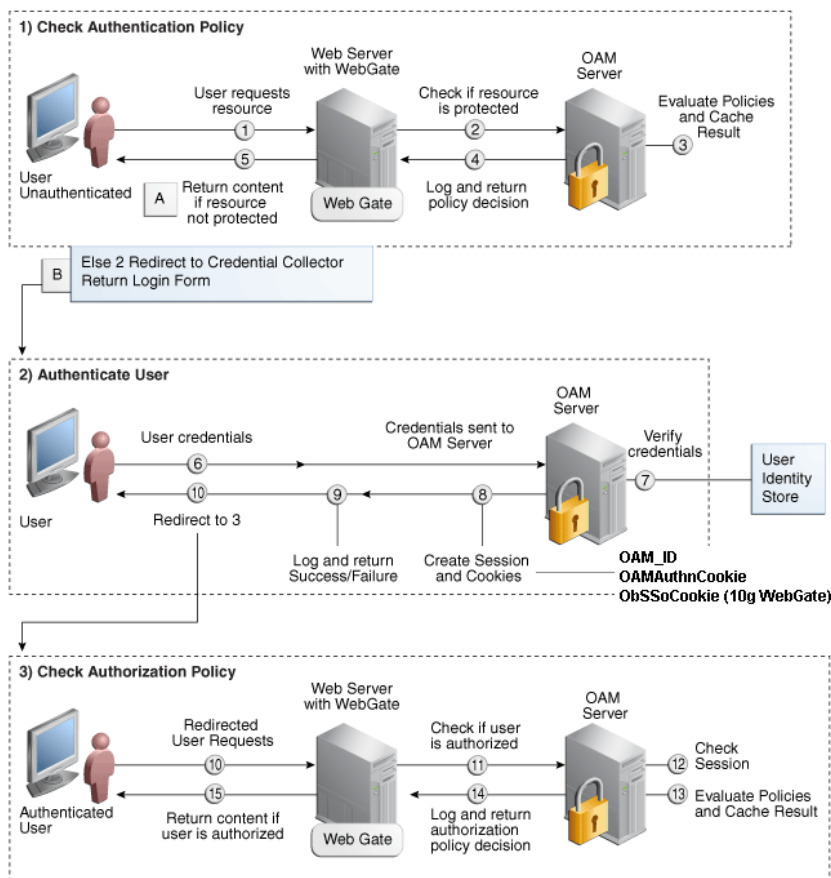 1) Check Authentication Policy
Web Server
with WebGate
OAM
Server
User requests
resource
Check if resource
is protected
Evaluate Policies
and Cache
Result
1
2
3
5
4
User
Unauthenticated
A
Return content
if resource
not protected
Web Gate
Log and return
policy decision
B
Else 2 Redirect to Credential Collector
Return Login Form
2) Authenticate User
OAM
Server
User credentials
Credentials sent to
OAM Server
Verify
credentials
User
Identity
Store
6
7
10
9
8
User
Redirect to 3
Log and return
Success/Failure
Create Session
and Cookies
OAM_ID
OAMAuthnCookie
ObSSoCookie (10g WebGate)
3) Check Authorization Policy
Web Server
with WebGate
OAM
Server
Redirected
User Requests
Check if user
is authorized
Check
Session
10
11
12
15
14
13
Evaluate Policies
and Cache Result
Authenticated
User
Return content if
user is authorized
Web Gate
Log and return
authorization
policy decision